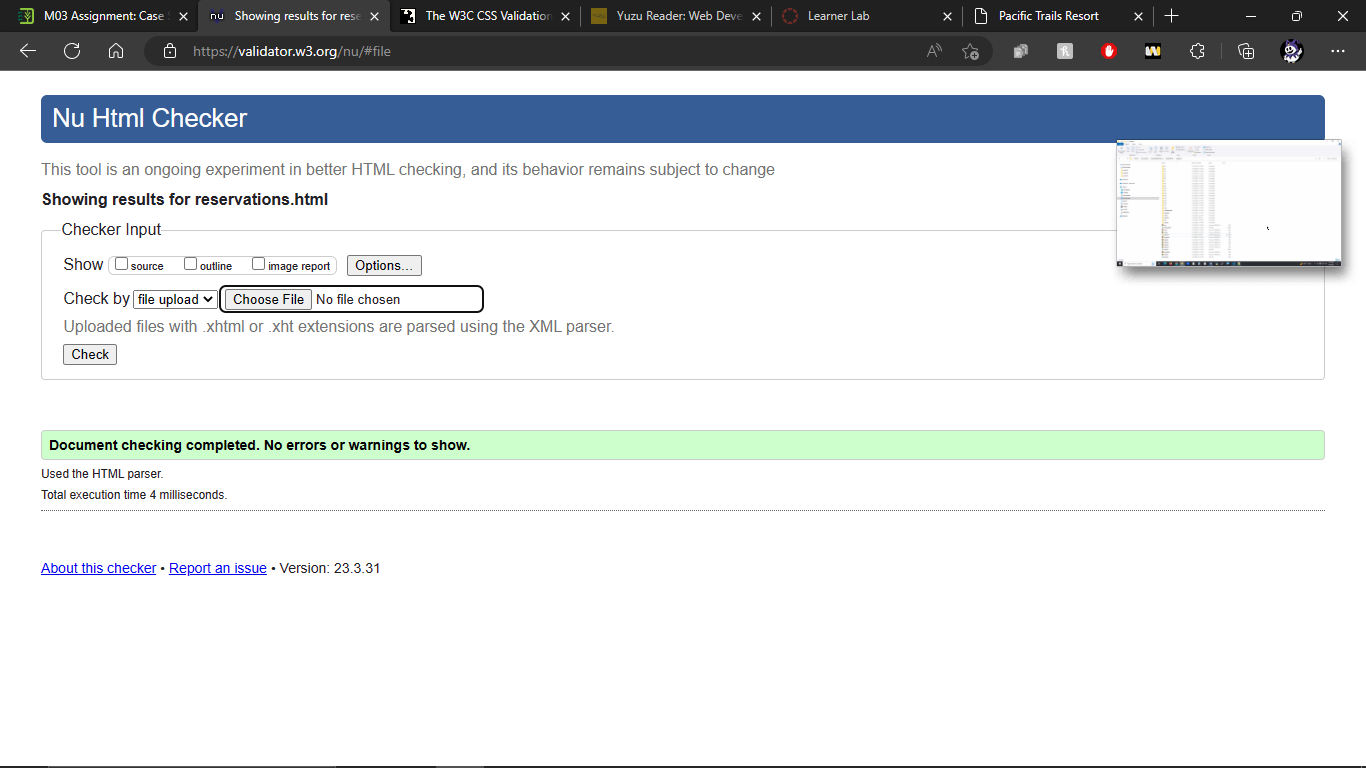 M03 Assignment: Case
Showing results for rese
The W3C CSS Validation
Yuzu Reader: Web Deve
Learner Lab
Pacific Trails Resort
https://validator.w3.org/nu/#file
Nu Html Checker
This tool is an ongoing experiment in better HTML checking, and its behavior remains subject to change
Showing results for reservations.html
Checker Input
Show source outline image report Options...
Check by file upload Choose File No file chosen
Uploaded files with .xhtml or .xht extensions are parsed using the XML parser.
Check
Document checking completed. No errors or warnings to show.
Used the HTML parser.
Total execution time 4 milliseconds.
About this checker • Report an issue • Version: 23.3.31